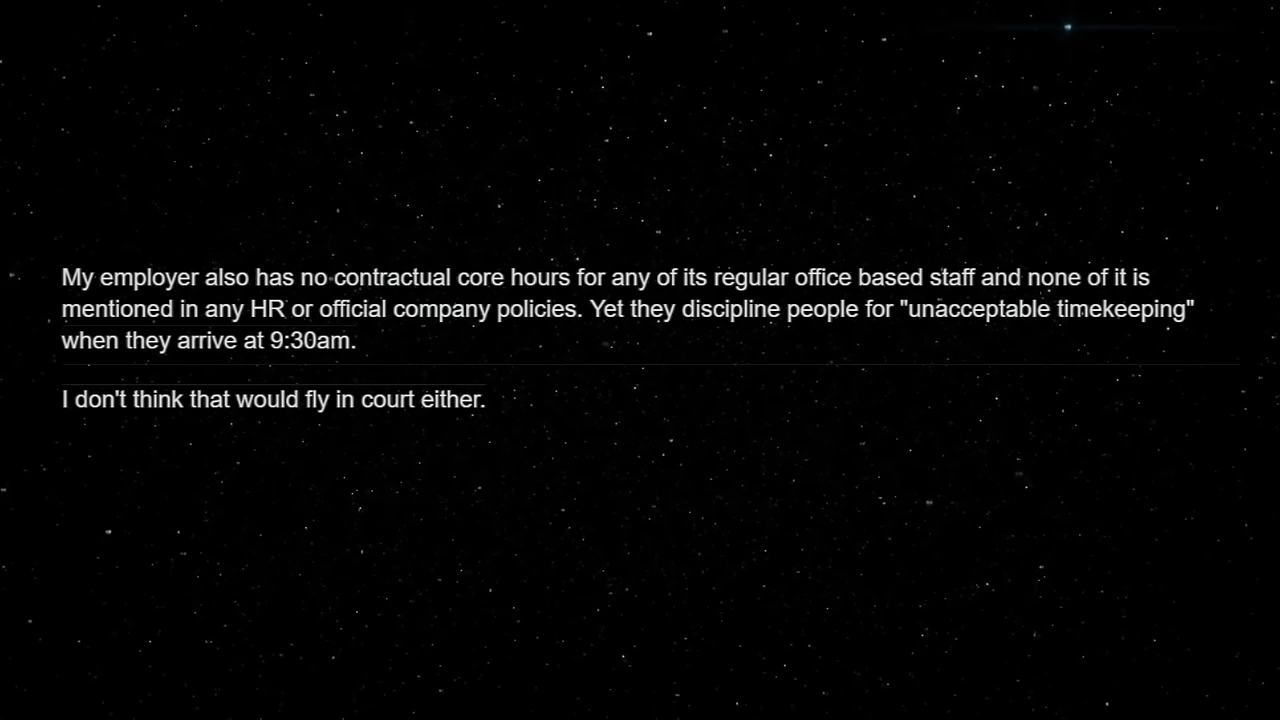 My employer also has no contractual core hours for any of its regular office based staff and none of it is
mentioned in any HR or official company policies. Yet they discipline people for "unacceptable timekeeping"
when they arrive at 9:30am.
I don't think that would fly in court either.